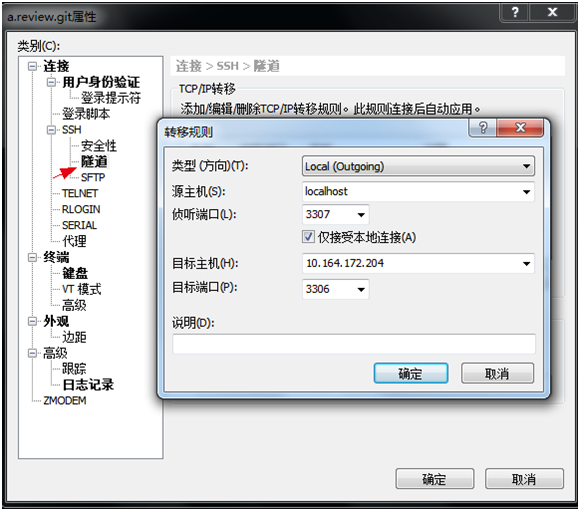 a.review.git属性
类别(C):
连接
用户身份验证
登录提示符
登录脚本
SSH
安全性
隧道
SFTP
TELNET
RLOGIN
SERIAL
代理
终端
键盘
VT 模式
高级
外观
边距
高级
跟踪
日志记录
ZMODEM
连接 > SSH > 隧道
TCP/IP转移
添加/编辑/删除TCP/IP转移规则。此规则连接后自动应用。
转移规则
类型 (方向)(T): Local (Outgoing)
源主机(S): localhost
侦听端口(L): 3307
仅接受本地连接(A)
目标主机(H): 10.164.172.204
目标端口(P): 3306
说明(D):
确定 取消
确定 取消